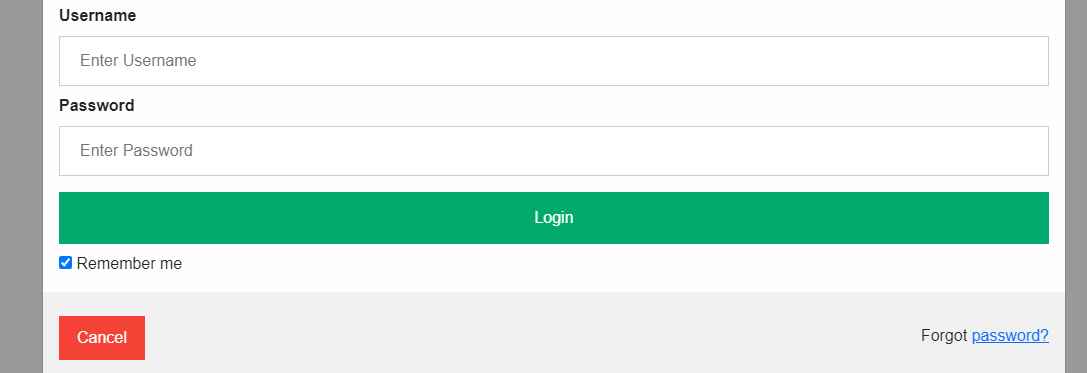 Username
Enter Username
Password
Enter Password
Login
Remember me
Cancel
Forgot password?